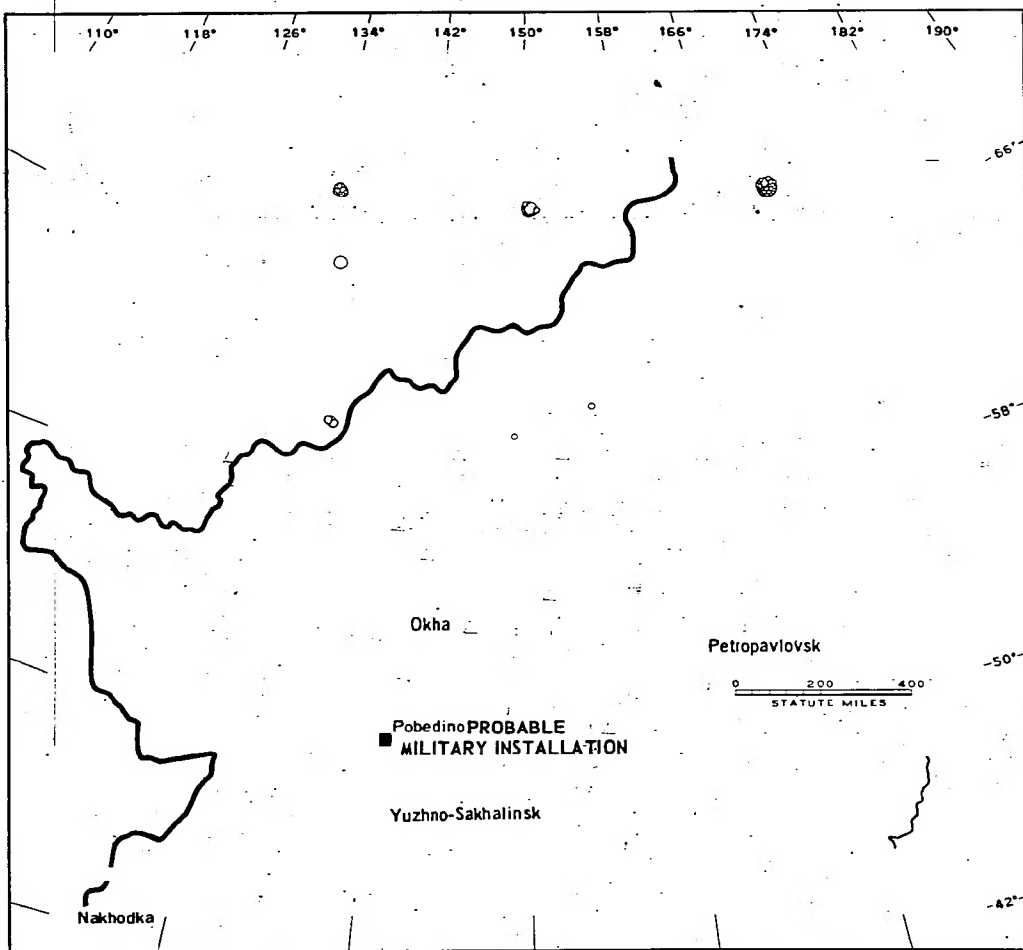 110° 118° 126° 134° 142° 150° 158° 166° 174° 182° 190°
66°
58°
Okha
Petropavlovsk
50°
0 200 400
STATUTE MILES
Pobedino PROBABLE
MILITARY INSTALLATION
Yuzhno-Sakhalinsk
42°
Nakhodka